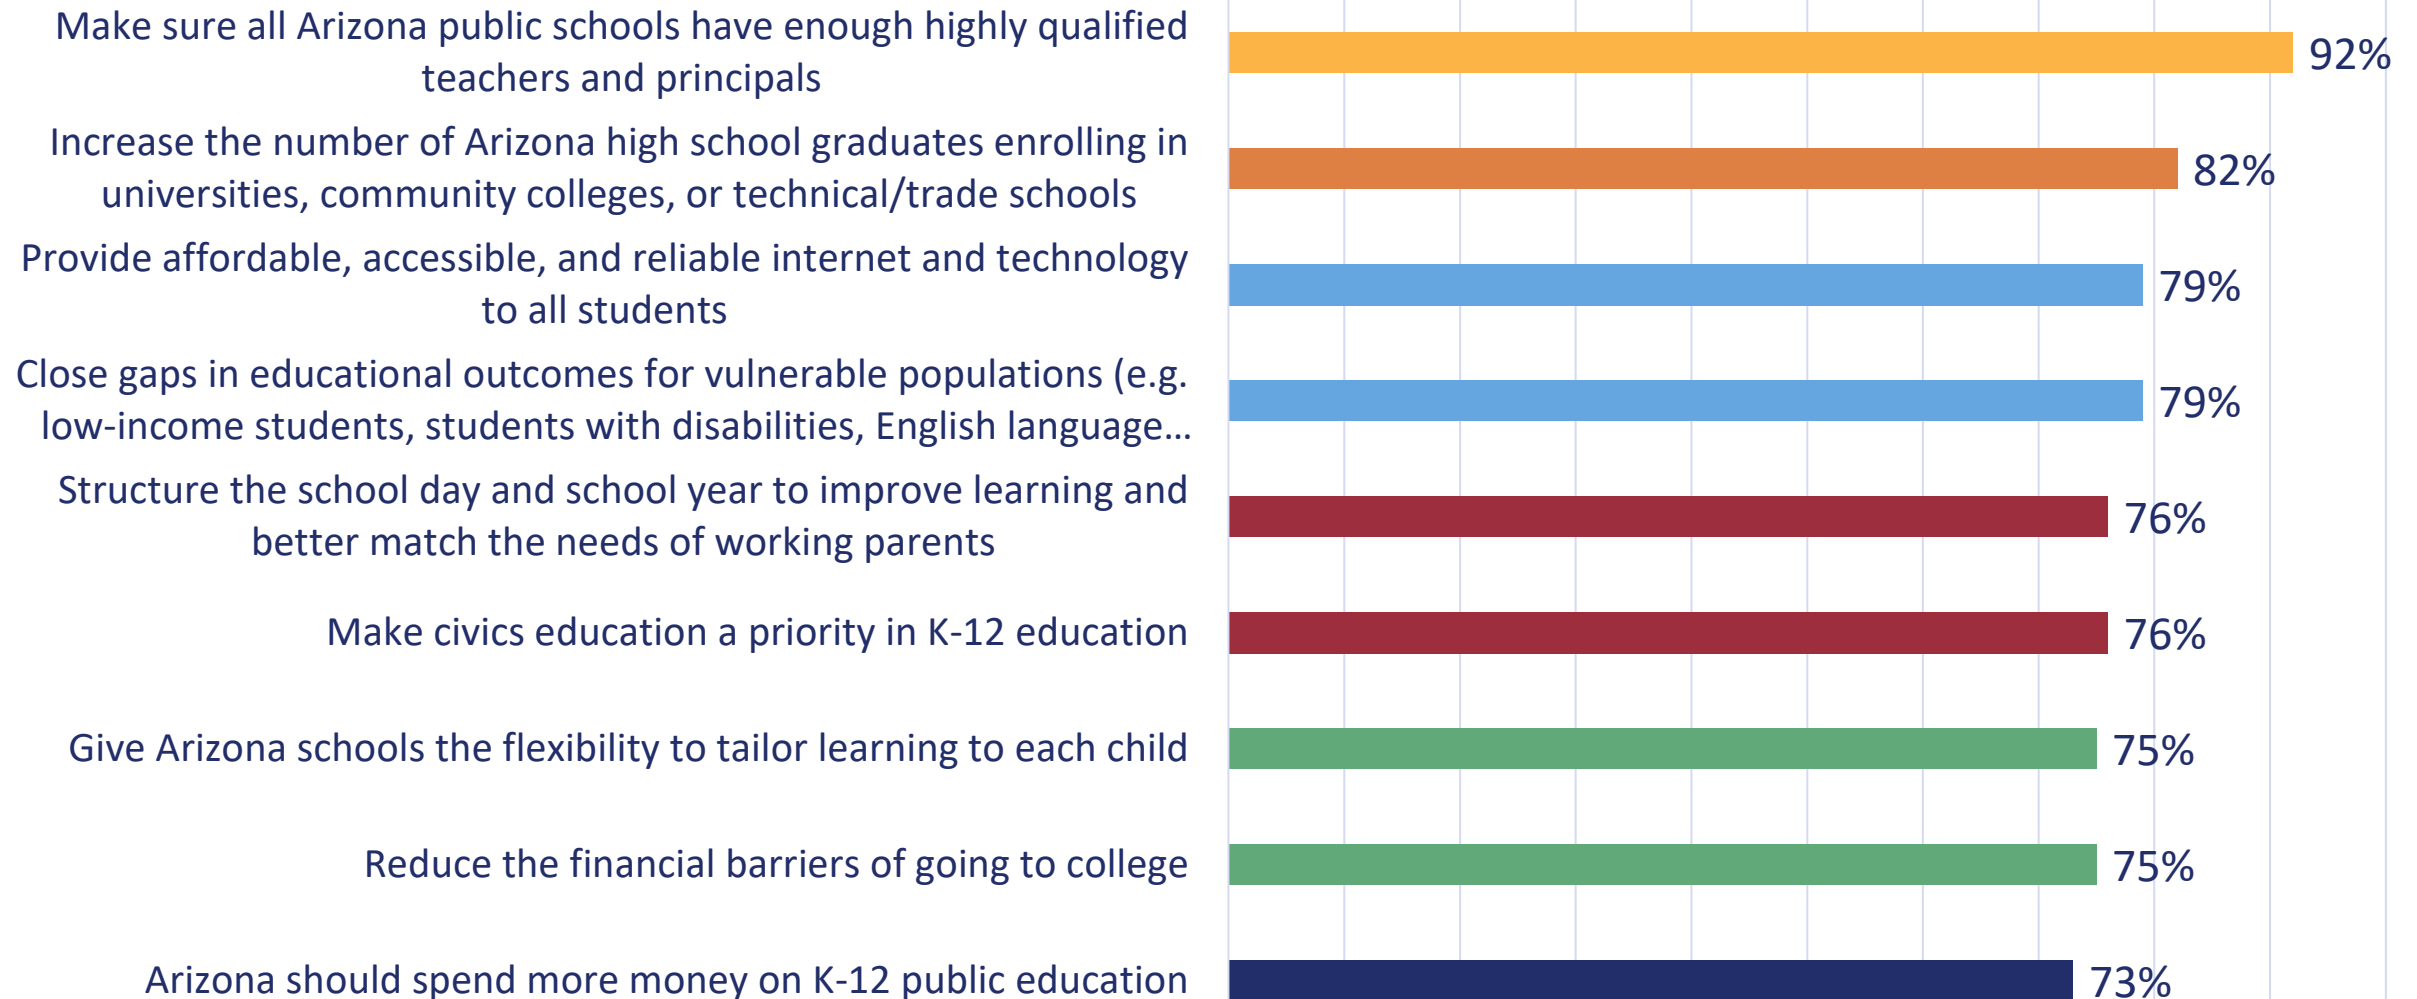 Make sure all Arizona public schools have enough highly qualified
teachers and principals
92%
Increase the number of Arizona high school graduates enrolling in
universities, community colleges, or technical/trade schools
82%
Provide affordable, accessible, and reliable internet and technology
to all students
79%
Close gaps in educational outcomes for vulnerable populations (e.g.
low-income students, students with disabilities, English language…
79%
Structure the school day and school year to improve learning and
better match the needs of working parents
76%
Make civics education a priority in K-12 education
76%
Give Arizona schools the flexibility to tailor learning to each child
75%
Reduce the financial barriers of going to college
75%
Arizona should spend more money on K-12 public education
73%